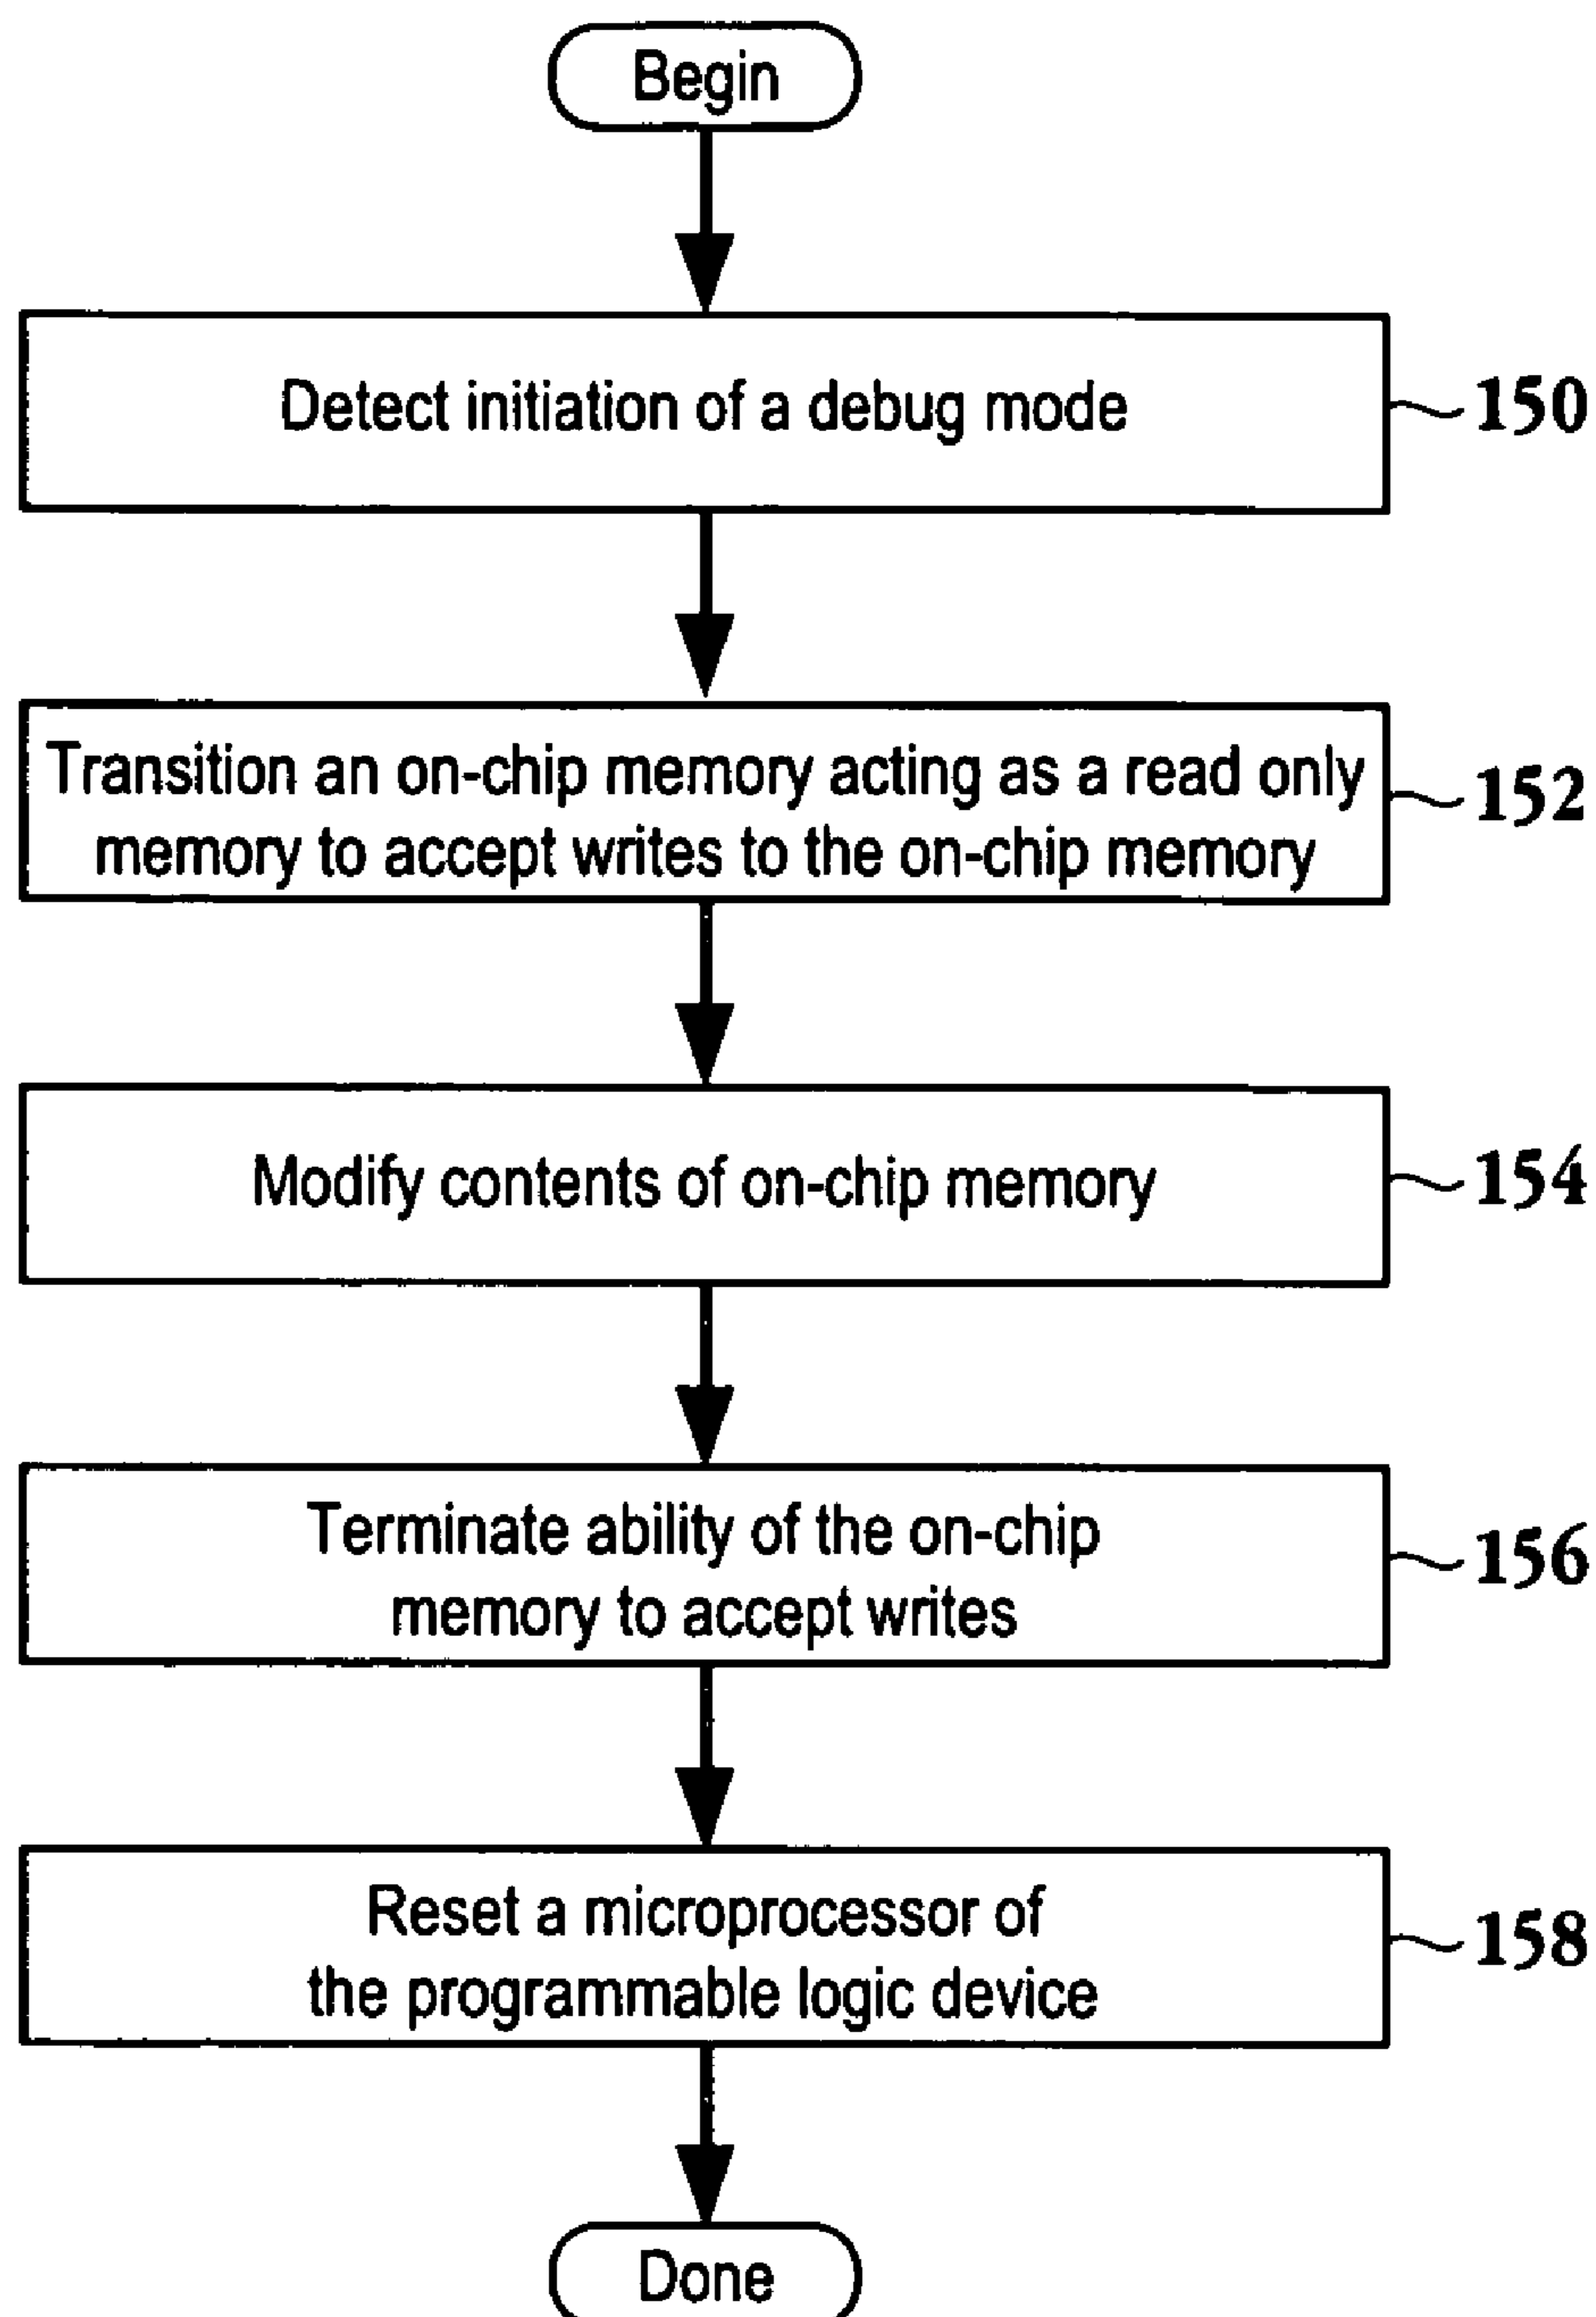 Begin
Detect initiation of a debug mode
150
Transition an on-chip memory acting as a read only
memory to accept writes to the on-chip memory
152
Modify contents of on-chip memory
154
Terminate ability of the on-chip
memory to accept writes
156
Reset a microprocessor of
the programmable logic device
158
Done